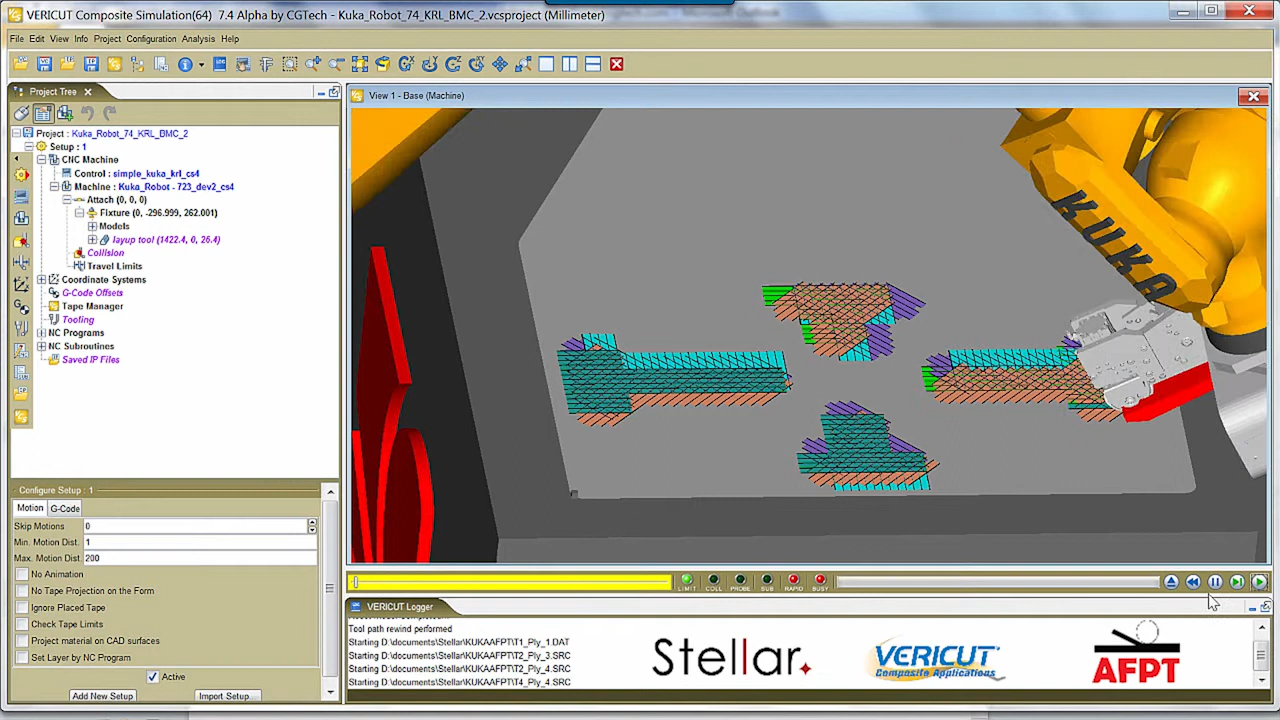 VERICUT Composite Simulation(64) 7.4 Alpha by CGTech - Kuka_Robot_74_KRL_BMC_2.vcsproject (Millimeter)
File Edit View Info Project Configuration Analysis Help
Project Tree
View 1 - Base (Machine)
Project : Kuka_Robot_74_KRL_BMC_2
Setup : 1
CNC Machine
Control : simple_kuka_krl_cs4
Machine : Kuka_Robot - 723_dev2_cs4
Attach (0, 0, 0)
Fixture (0, -296.999, 262.001)
Models
layup tool (1422.4, 0, 26.4)
Collision
Travel Limits
Coordinate Systems
G-Code Offsets
Tape Manager
Tooling
NC Programs
NC Subroutines
Saved IP Files
KUKA
Configure Setup : 1
Motion G-Code
Skip Motions 0
Min. Motion Dist. 1
Max. Motion Dist. 200
No Animation
No Tape Projection on the Form
Ignore Placed Tape
Check Tape Limits
Project material on CAD surfaces
Set Layer by NC Program
Active
Add New Setup Import Setup...
LIMIT COLL PROBE SUB RAPID BUSY
VERICUT Logger
Tool path rewind performed
Starting D:\documents\Stellar\KUKAAFPT\T1_Ply_1.DAT
Starting D:\documents\Stellar\KUKAAFPT\T2_Ply_3.SRC
Starting D:\documents\Stellar\KUKAAFPT\T2_Ply_4.SRC
Starting D:\documents\Stellar\KUKAAFPT\T4_Ply_4.SRC
Stellar
VERICUT
Composite Applications
AFPT